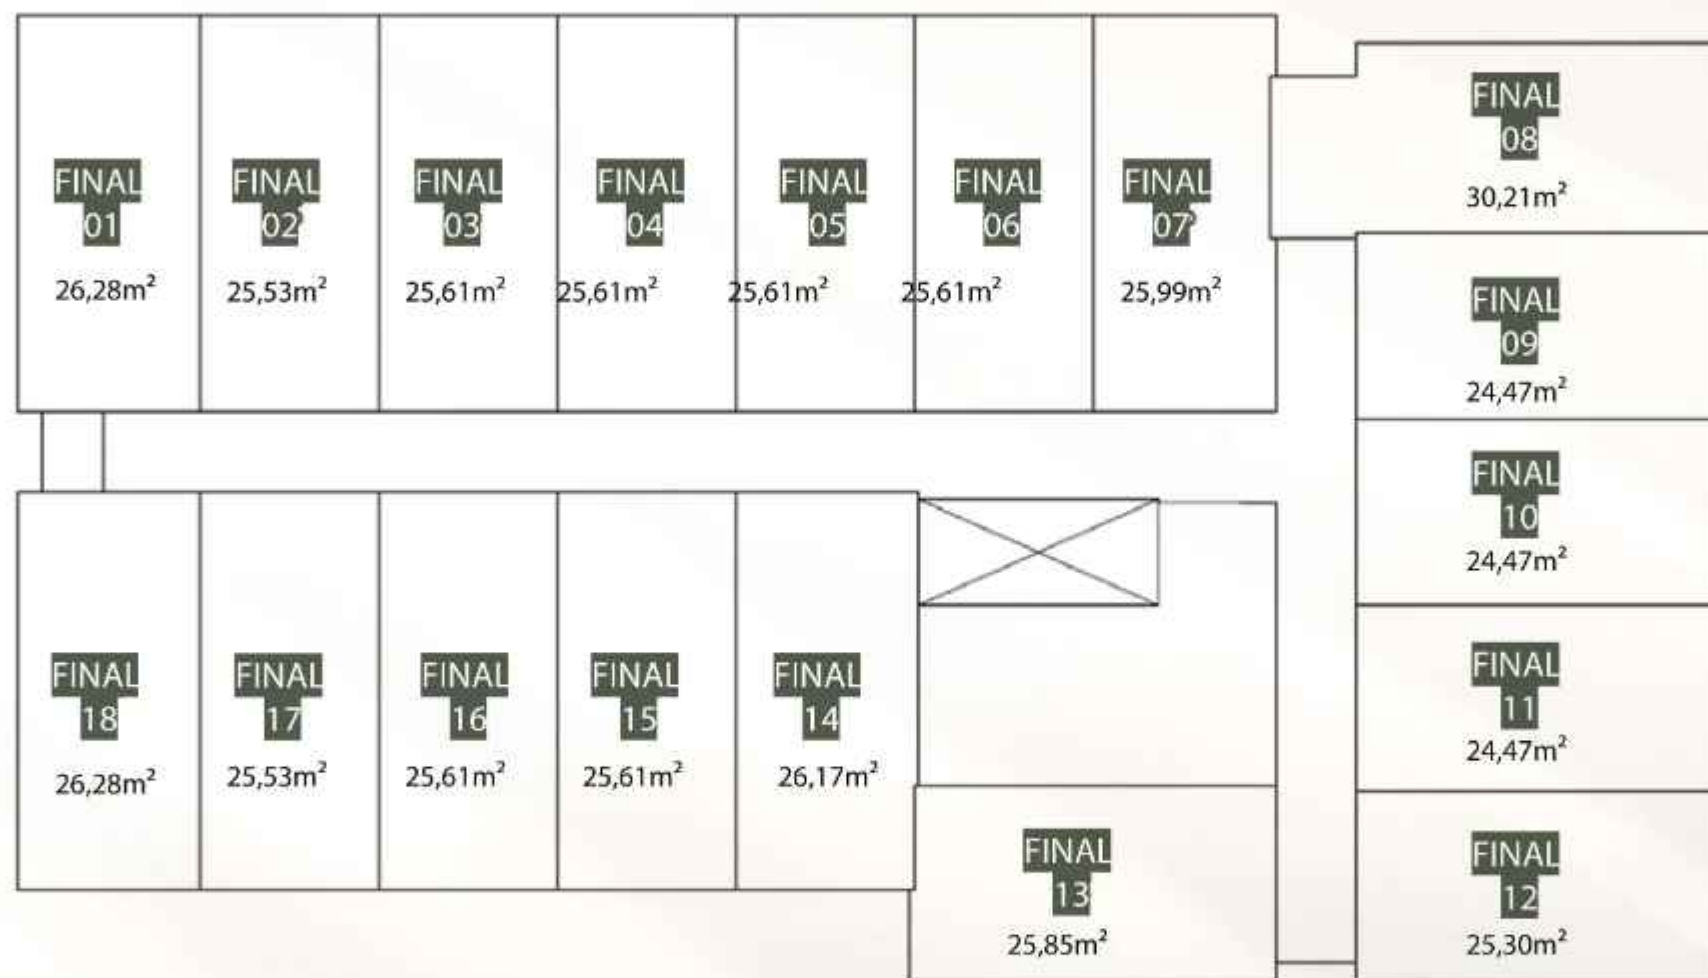 FINAL
01
26,28m²
FINAL
02
25,53m²
FINAL
03
25,61m²
FINAL
04
25,61m²
FINAL
05
25,61m²
FINAL
06
25,61m²
FINAL
07
25,99m²
FINAL
08
30,21m²
FINAL
09
24,47m²
FINAL
10
24,47m²
FINAL
11
24,47m²
FINAL
12
25,30m²
FINAL
13
25,85m²
FINAL
14
26,17m²
FINAL
15
25,61m²
FINAL
16
25,61m²
FINAL
17
25,53m²
FINAL
18
26,28m²